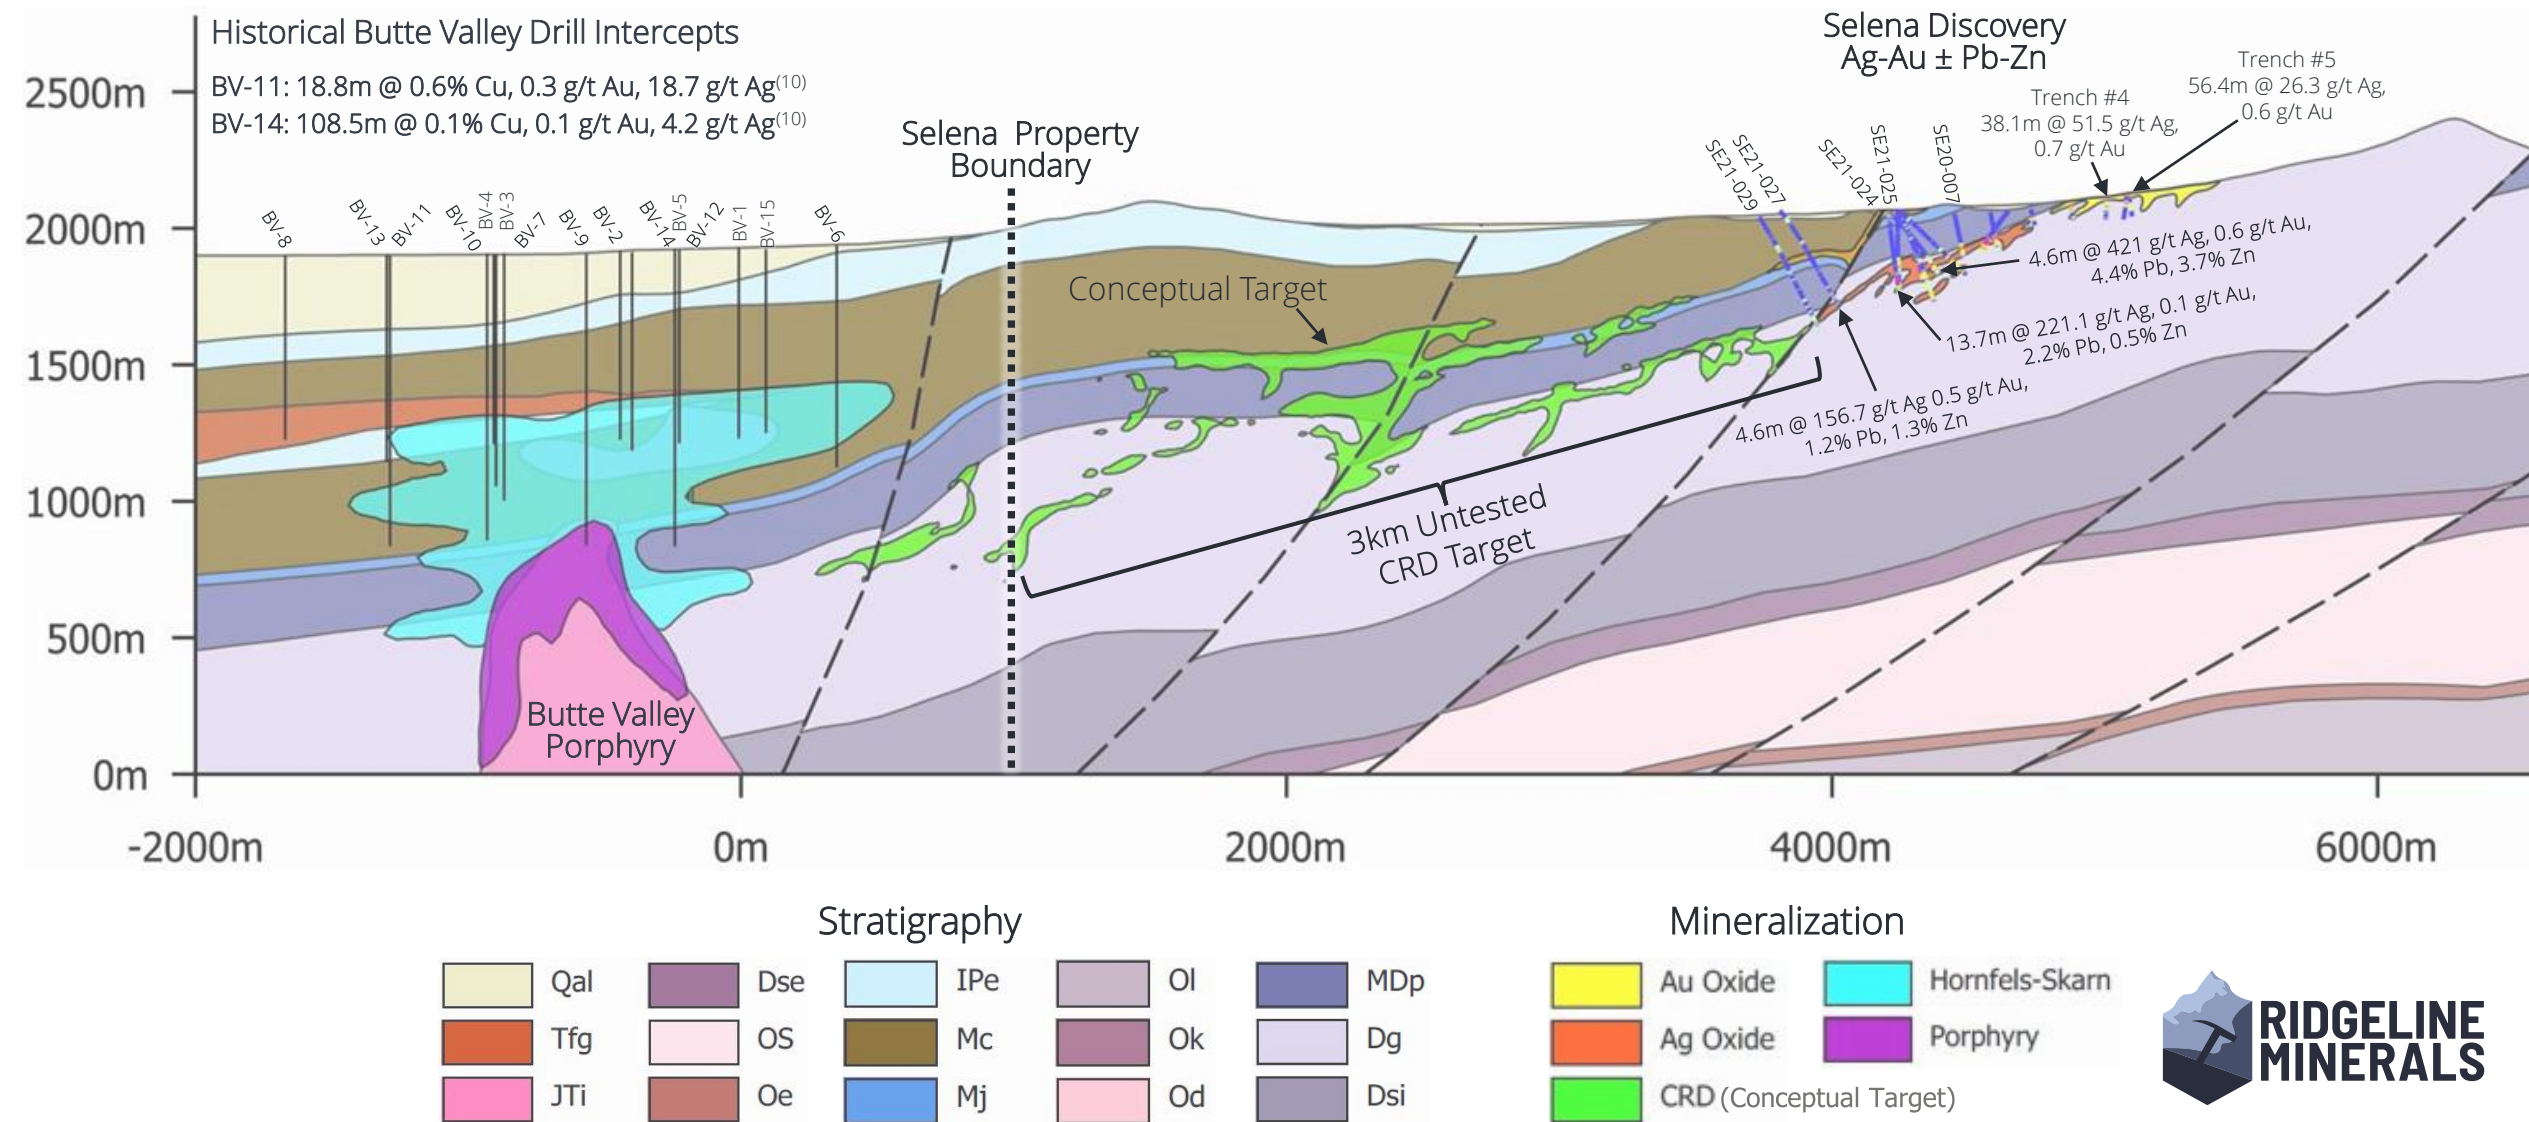 Historical Butte Valley Drill Intercepts
BV-11: 18.8m @ 0.6% Cu, 0.3 g/t Au, 18.7 g/t Ag(10)
BV-14: 108.5m @ 0.1% Cu, 0.1 g/t Au, 4.2 g/t Ag(10)
Selena Property
Boundary
Selena Discovery
Ag-Au ± Pb-Zn
Trench #5
56.4m @ 26.3 g/t Ag,
0.6 g/t Au
Trench #4
38.1m @ 51.5 g/t Ag,
0.7 g/t Au
2500m
2000m
1500m
1000m
500m
0m
BV-8
BV-13
BV-11
BV-10
BV-4
BV-3
BV-7
BV-9
BV-2
BV-14
BV-5
BV-12
BV-1
BV-15
BV-6
SE21-029
SE21-027
SE21-024
SE21-025
SE20-007
Conceptual Target
4.6m @ 421 g/t Ag, 0.6 g/t Au,
4.4% Pb, 3.7% Zn
13.7m @ 221.1 g/t Ag, 0.1 g/t Au,
2.2% Pb, 0.5% Zn
4.6m @ 156.7 g/t Ag 0.5 g/t Au,
1.2% Pb, 1.3% Zn
3km Untested
CRD Target
Butte Valley
Porphyry
-2000m
0m
2000m
4000m
6000m
Stratigraphy
Qal
Dse
IPe
Ol
MDp
Tfg
OS
Mc
Ok
Dg
JTi
Oe
Mj
Od
Dsi
Mineralization
Au Oxide
Hornfels-Skarn
Ag Oxide
Porphyry
CRD (Conceptual Target)
RIDGELINE
MINERALS